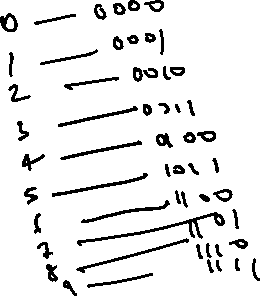 0 — 0000
1 — 0001
2 — 0010
3 — 0011
4 — 0100
5 — 1011
6 — 1100
7 — 1101
8 — 1110
9 — 1111